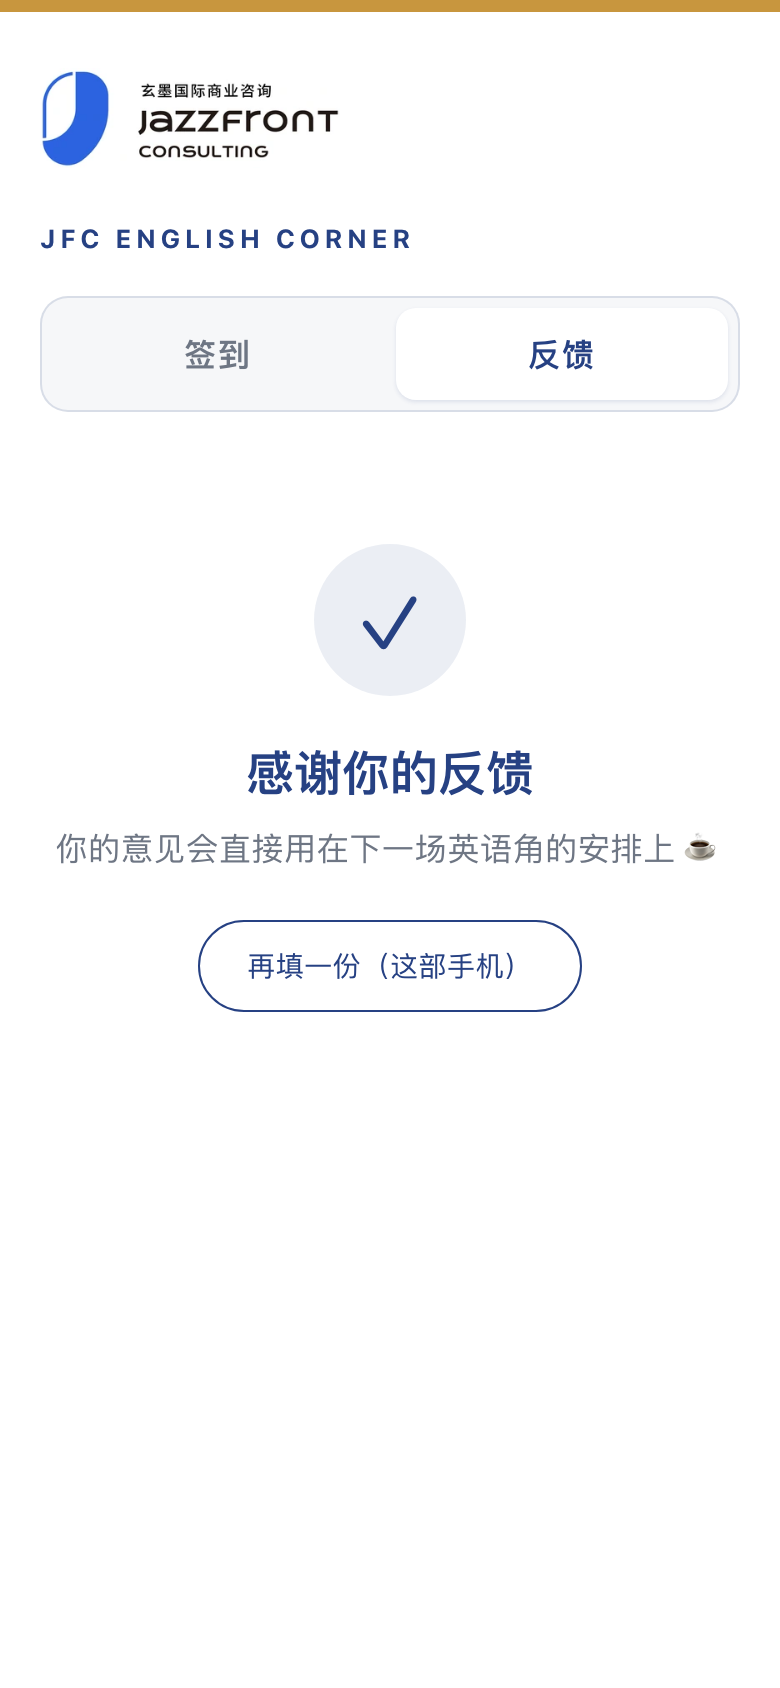 玄墨国际商业咨询
Jazzfront
CONSULTING
JFC ENGLISH CORNER
签到
反馈
感谢你的反馈
你的意见会直接用在下一场英语角的安排上 ☕
再填一份（这部手机）